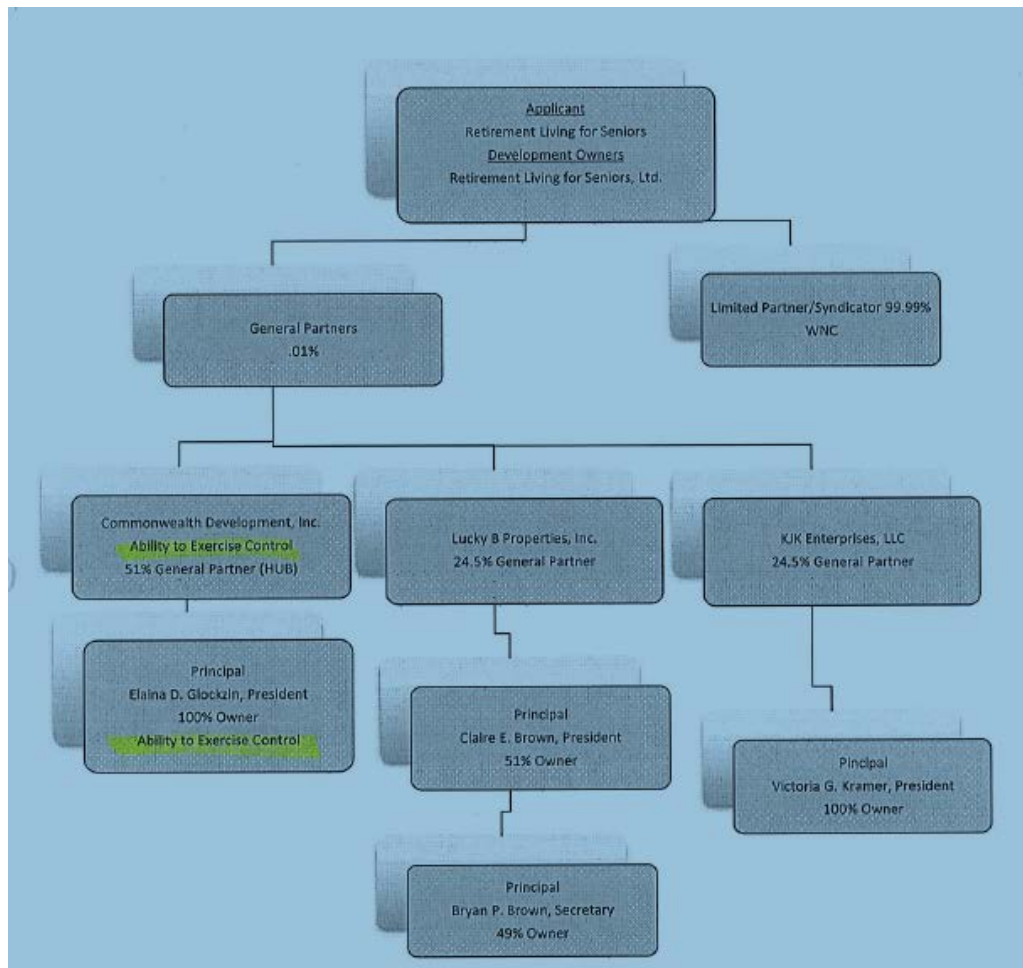 Applicant
Retirement Living for Seniors
Development Owners
Retirement Living for Seniors, Ltd.
General Partners
.01%
Limited Partner/Syndicator 99.99%
WNC
Commonwealth Development, Inc.
Ability to Exercise Control
51% General Partner (HUB)
Lucky B Properties, Inc.
24.5% General Partner
KJK Enterprises, LLC
24.5% General Partner
Principal
Elaina D. Glockzin, President
100% Owner
Ability to Exercise Control
Principal
Claire E. Brown, President
51% Owner
Pincipal
Victoria G. Kramer, President
100% Owner
Principal
Bryan P. Brown, Secretary
49% Owner